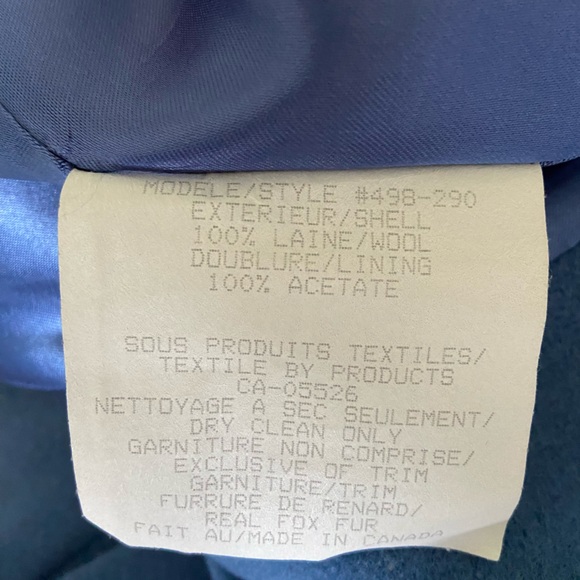 MODELE/STYLE #498-290
EXTERIEUR/SHELL
100% LAINE/WOOL
DOUBLURE/LINING
100% ACETATE
SOUS PRODUITS TEXTILES/
TEXTILE BY PRODUCTS
CA-05526
NETTOYAGE A SEC SEULEMENT/
DRY CLEAN ONLY
GARNITURE NON COMPRISE/
EXCLUSIVE OF TRIM
GARNITURE/TRIM
FURRURE DE RENARD/
REAL FOX FUR
FAIT AU/MADE IN CANADA